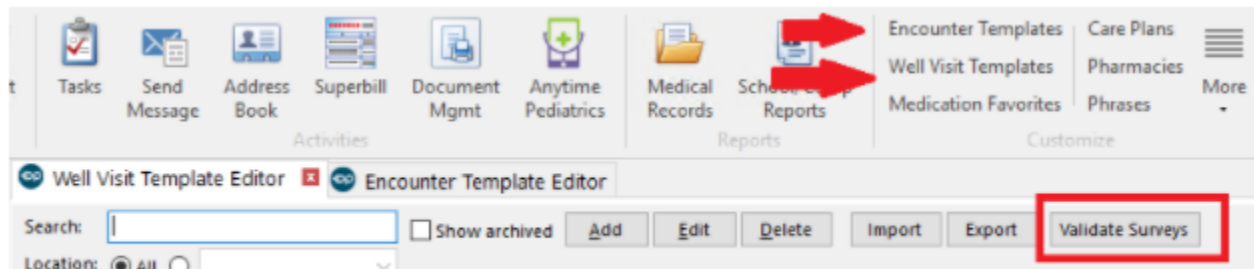 t
Tasks
Send
Message
Address
Book
Superbill
Document
Mgmt
Anytime
Pediatrics
Activities
Medical
Records
Reports
Reports
Encounter Templates
Well Visit Templates
Medication Favorites
Care Plans
Pharmacies
Phrases
Customize
More
Well Visit Template Editor
Encounter Template Editor
Search:
Show archived
Add
Edit
Delete
Import
Export
Validate Surveys
Location:
All